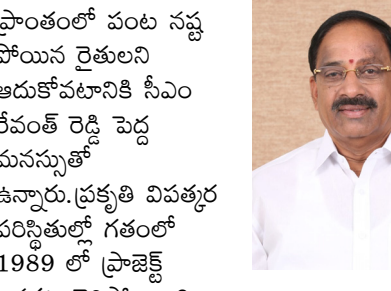 ప్రాంతంలో పంట నష్ట
పోయిన రైతులని
ఆదుకోవటానికి సీఎం
రేవంత్ రెడ్డి పెద్ద
మనస్సుతో
ఉన్నారు.ప్రకృతి విపత్కర
పరిస్థితుల్లో గతంలో
1989 లో ప్రాజెక్ట్